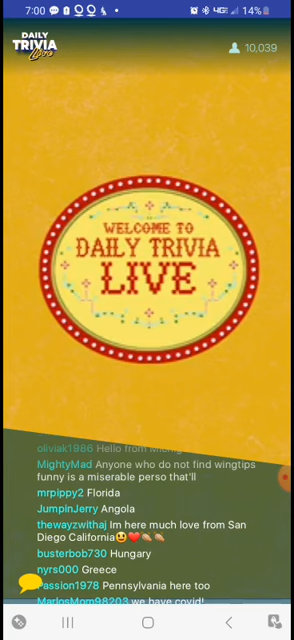 7:00 4G 14%
DAILY
TRIVIA
Live
10,039
WELCOME TO
DAILY TRIVIA
LIVE
oliviak1986 Hello from
MightyMad Anyone who do not find wingtips
funny is a miserable perso that'll
mrpippy2 Florida
JumpinJerry Angola
thewayzwithaj Im here much love from San
Diego California😃❤️👏🏽👏🏽
busterbob730 Hungary
nyrs000 Greece
Passion1978 Pennsylvania here too
MarlosMom98203 we have covid!